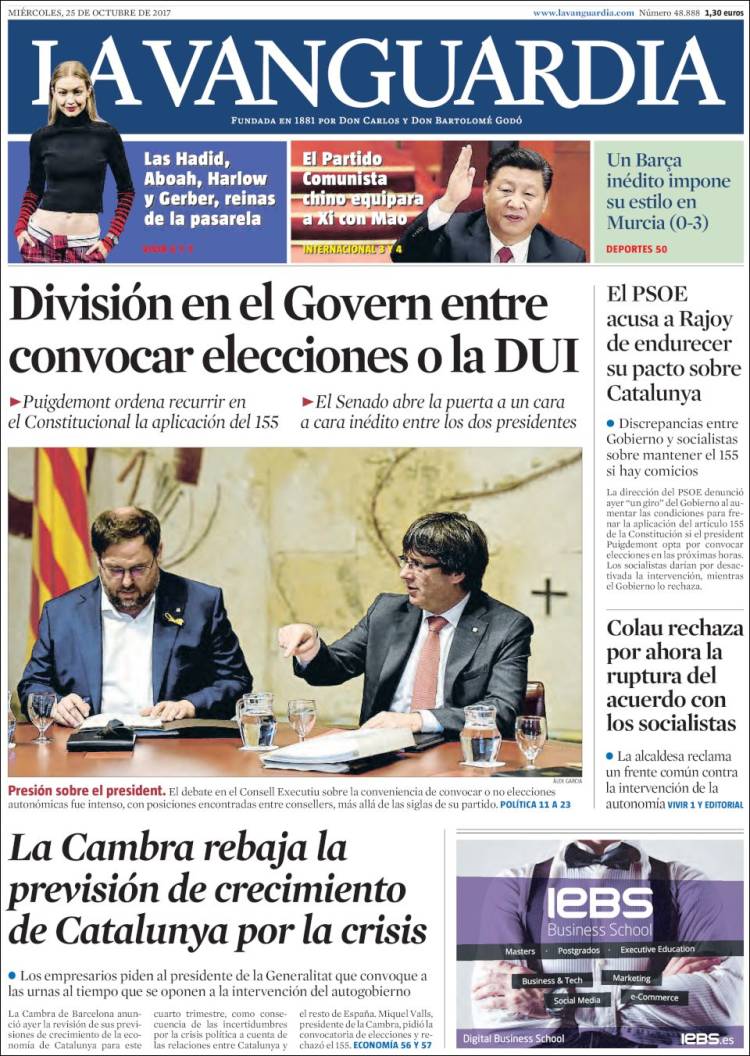 MIÉRCOLES, 25 DE OCTUBRE DE 2017
www.lavanguardia.com Número 48.888 1,30 euros
LA VANGUARDIA
FUNDADA EN 1881 POR DON CARLOS Y DON BARTOLOMÉ GODÓ
Las Hadid,
Aboah, Harlow
y Gerber, reinas
de la pasarela
El Partido
Comunista
chino equipara
a Xi con Mao
INTERNACIONAL 3 Y 4
Un Barça
inédito impone
su estilo en
Murcia (0-3)
DEPORTES 50
División en el Govern entre
convocar elecciones o la DUI
►Puigdemont ordena recurrir en
el Constitucional la aplicación del 155
►El Senado abre la puerta a un cara
a cara inédito entre los dos presidentes
ÀLEX GARCIA
Presión sobre el president. El debate en el Consell Executiu sobre la conveniencia de convocar o no elecciones
autonómicas fue intenso, con posiciones encontradas entre consellers, más allá de las siglas de su partido. POLÍTICA 11 A 23
El PSOE
acusa a Rajoy
de endurecer
su pacto sobre
Catalunya
● Discrepancias entre
Gobierno y socialistas
sobre mantener el 155
si hay comicios
La dirección del PSOE denunció
ayer “un giro” del Gobierno al au-
mentar las condiciones para fre-
nar la aplicación del artículo 155
de la Constitución si el president
Puigdemont opta por convocar
elecciones en las próximas horas.
Los socialistas darían por desac-
tivada la intervención, mientras
el Gobierno lo rechaza.
Colau rechaza
por ahora la
ruptura del
acuerdo con
los socialistas
● La alcaldesa reclama
un frente común contra
la intervención de la
autonomía VIVIR 1 Y EDITORIAL
La Cambra rebaja la
previsión de crecimiento
de Catalunya por la crisis
● Los empresarios piden al presidente de la Generalitat que convoque a
las urnas al tiempo que se oponen a la intervención del autogobierno
La Cambra de Barcelona anun-
ció ayer la revisión de sus previ-
siones de crecimiento de la eco-
nomía de Catalunya para este
cuarto trimestre, como conse-
cuencia de las incertidumbres
por la crisis política a cuenta de
las relaciones entre Catalunya y
el resto de España. Miquel Valls,
presidente de la Cambra, pidió la
convocatoria de elecciones y re-
chazó el 155. ECONOMÍA 56 Y 57
IEBS
Business School
Masters · Postgrados · Executive Education
Business & Tech
Marketing
Social Media
e-Commerce
Digital Business School
IEBS.es